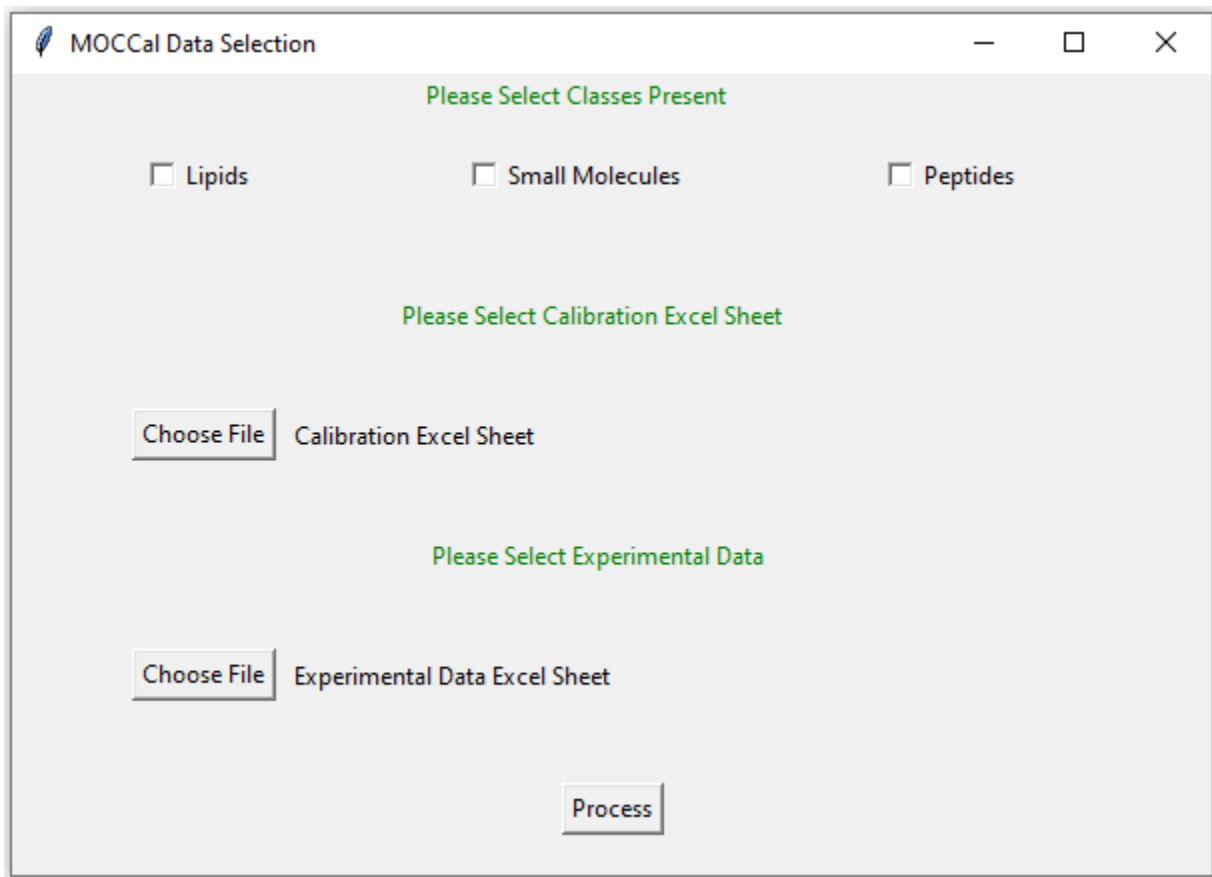 MOCCal Data Selection
Please Select Classes Present
Lipids Small Molecules Peptides
Please Select Calibration Excel Sheet
Choose File Calibration Excel Sheet
Please Select Experimental Data
Choose File Experimental Data Excel Sheet
Process